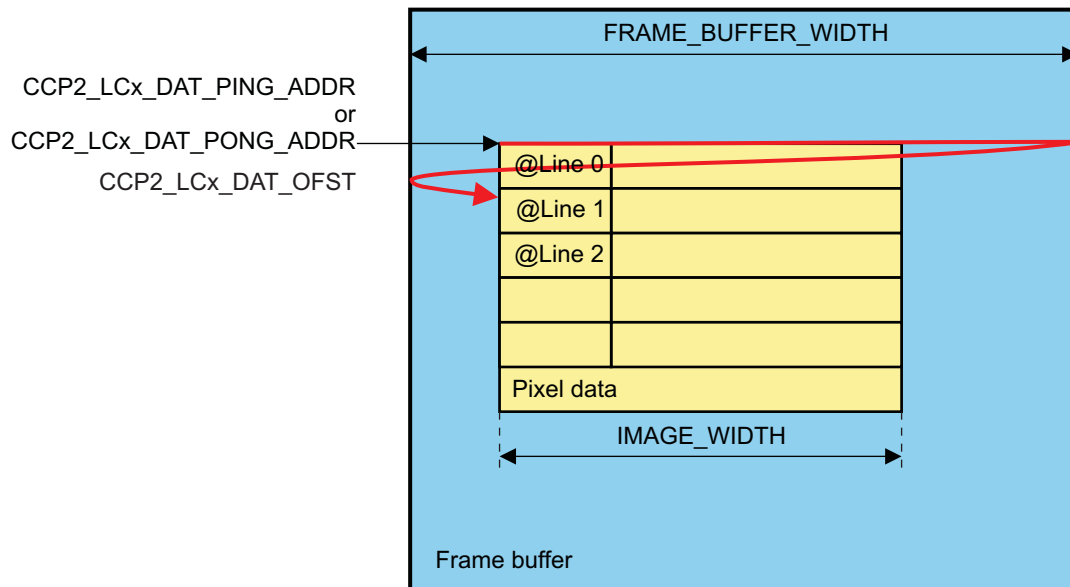 FRAME_BUFFER_WIDTH
CCP2_LCx_DAT_PING_ADDR
or
CCP2_LCx_DAT_PONG_ADDR
CCP2_LCx_DAT_OFST
@Line 0
@Line 1
@Line 2
Pixel data
IMAGE_WIDTH
Frame buffer